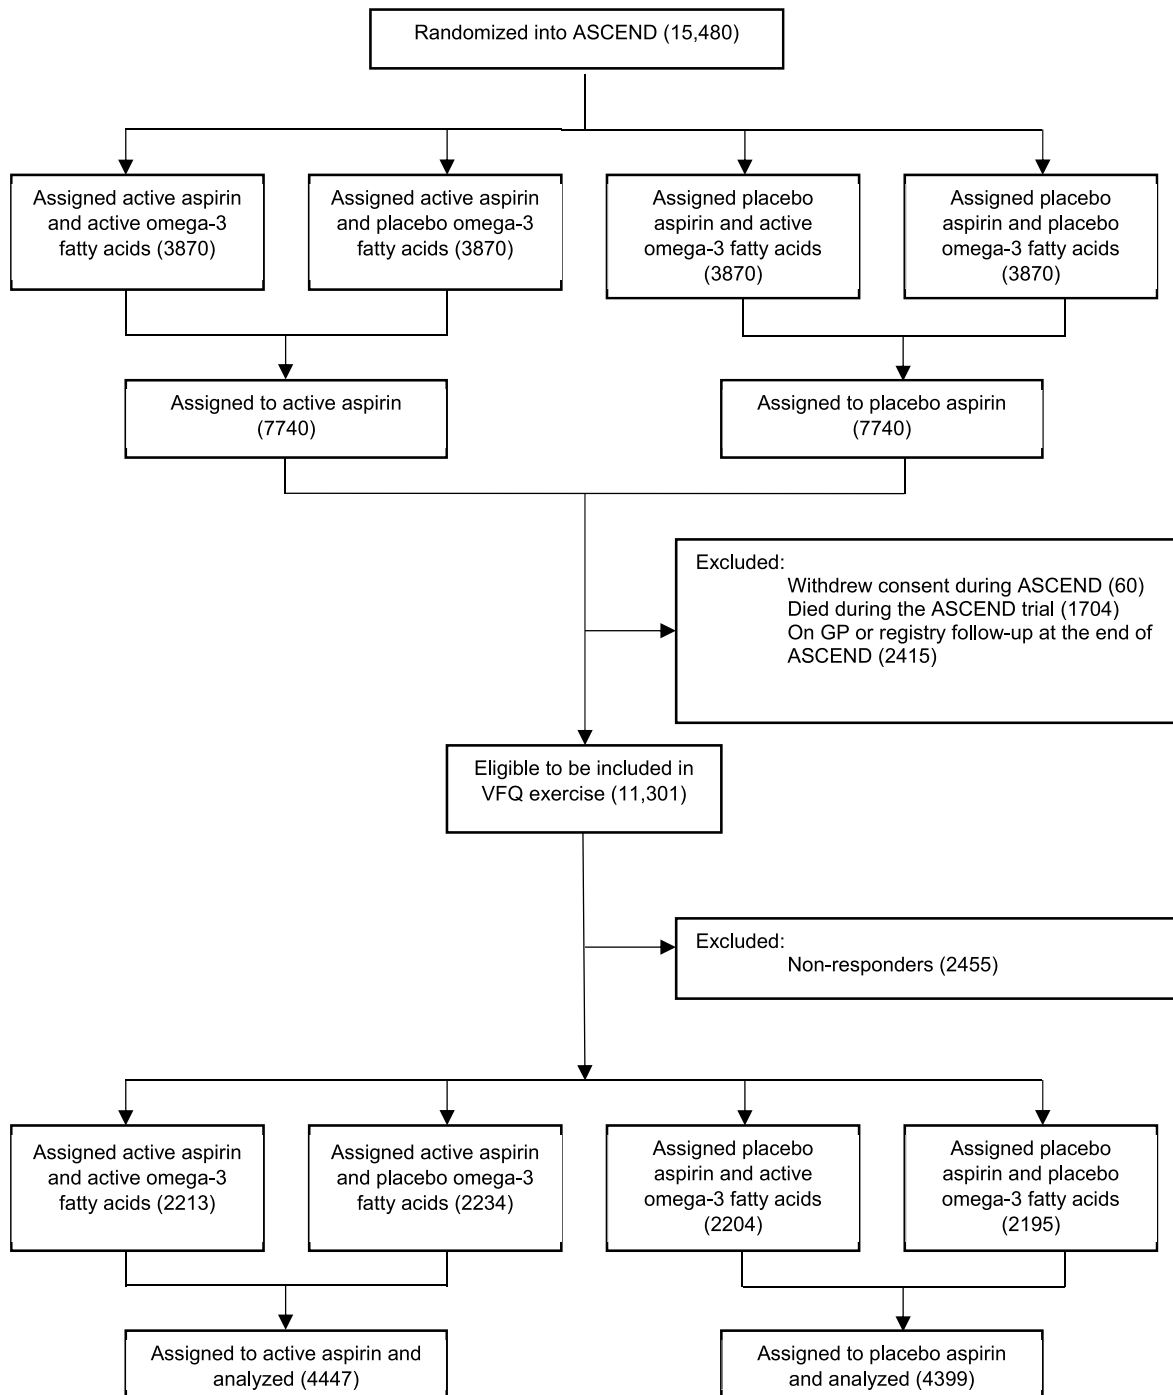 Randomized into ASCEND (15,480)
Assigned active aspirin
and active omega-3
fatty acids (3870)
Assigned active aspirin
and placebo omega-3
fatty acids (3870)
Assigned placebo
aspirin and active
omega-3 fatty acids
(3870)
Assigned placebo
aspirin and placebo
omega-3 fatty acids
(3870)
Assigned to active aspirin
(7740)
Assigned to placebo aspirin
(7740)
Excluded:
Withdrew consent during ASCEND (60)
Died during the ASCEND trial (1704)
On GP or registry follow-up at the end of
ASCEND (2415)
Eligible to be included in
VFQ exercise (11,301)
Excluded:
Non-responders (2455)
Assigned active aspirin
and active omega-3
fatty acids (2213)
Assigned active aspirin
and placebo omega-3
fatty acids (2234)
Assigned placebo
aspirin and active
omega-3 fatty acids
(2204)
Assigned placebo
aspirin and placebo
omega-3 fatty acids
(2195)
Assigned to active aspirin and
analyzed (4447)
Assigned to placebo aspirin
and analyzed (4399)